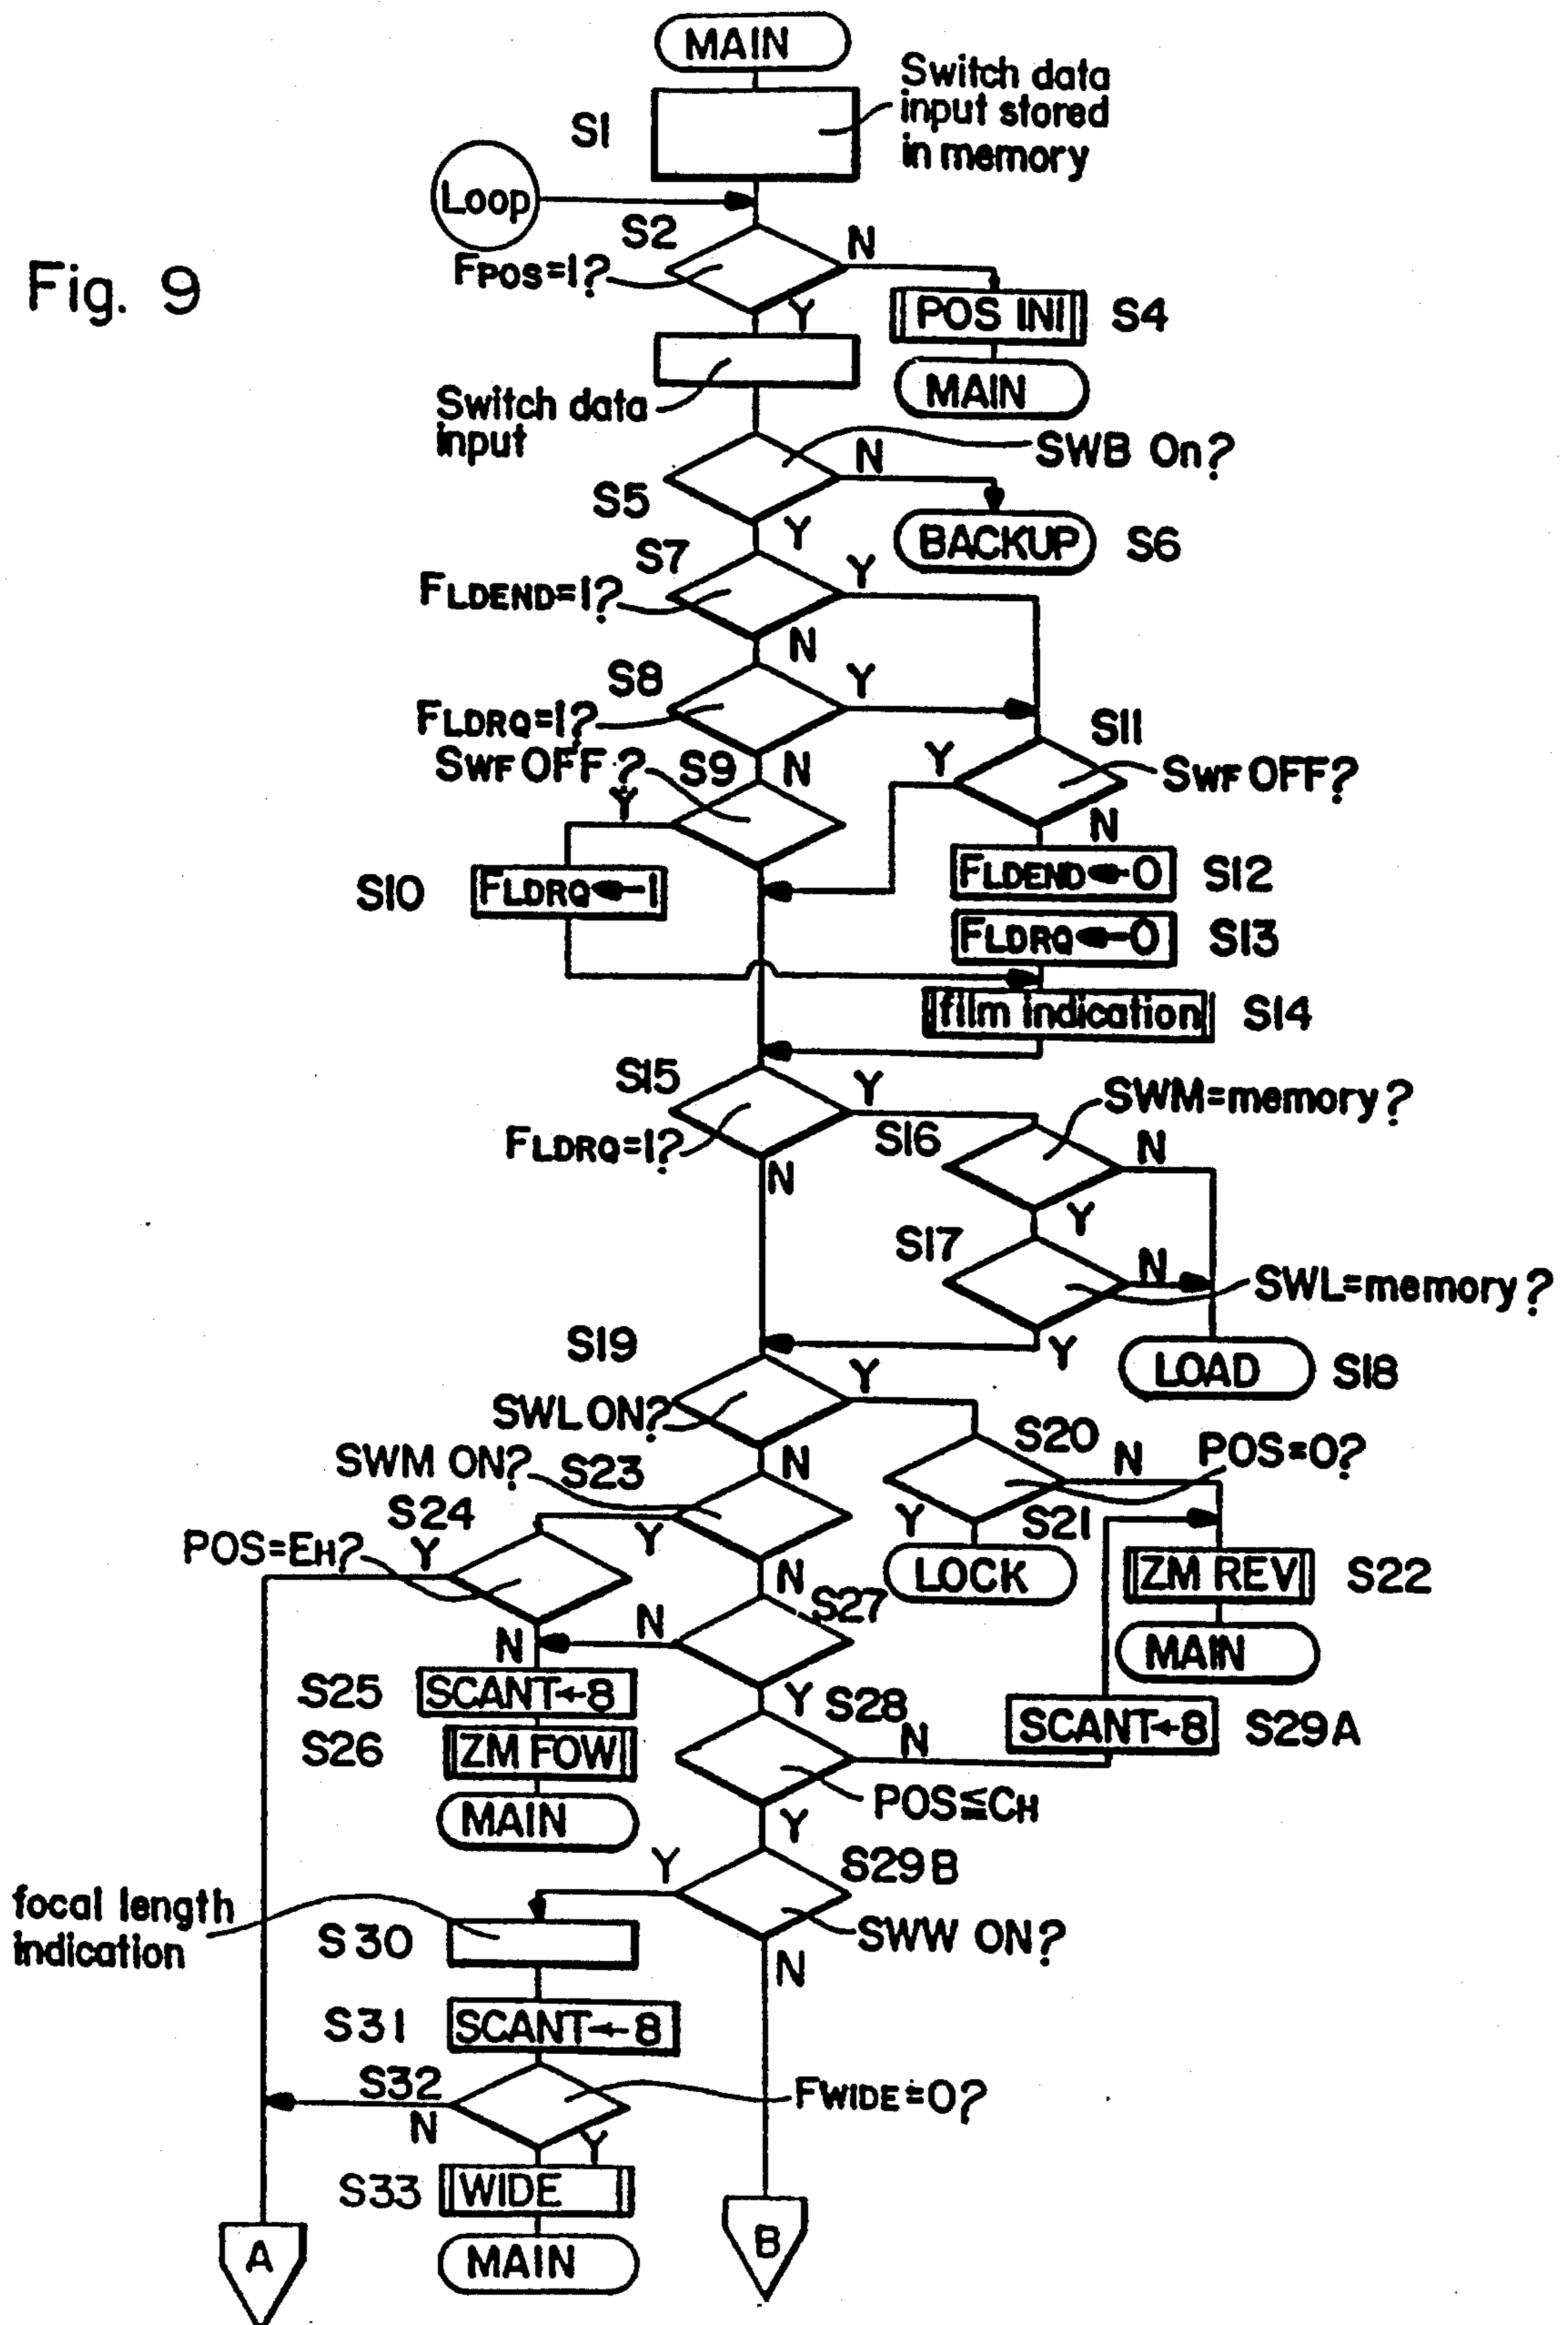 MAIN
Switch data
input stored
in memory
S1
Loop
S2
N
FPOS=1?
Fig. 9
Y
POS INI
S4
MAIN
Switch data
input
SWB On?
N
S5
Y
BACKUP
S6
S7
Y
FLDEND=1?
N
S8
Y
FLDRQ=1?
S11
SWF OFF?
S9
N
Y
SWF OFF?
Y
N
S10
FLDRQ←1
FLDEND←0
S12
FLDRQ←0
S13
film indication
S14
S15
Y
SWM=memory?
FLDRQ=1?
S16
N
N
Y
S17
N
SWL=memory?
S19
Y
Y
LOAD
S18
SWL ON?
S20
POS=0?
N
SWM ON?
S23
N
S24
Y
S21
POS=EH?
Y
Y
LOCK
ZM REV
S22
N
S27
N
N
MAIN
S25
SCANT←8
Y
S28
SCANT←8
S29A
S26
ZM FOW
N
MAIN
POS≦CH
Y
Y
S29B
focal length
indication
S30
SWW ON?
N
S31
SCANT←8
S32
FWIDE=0?
N
Y
S33
WIDE
MAIN
A
B